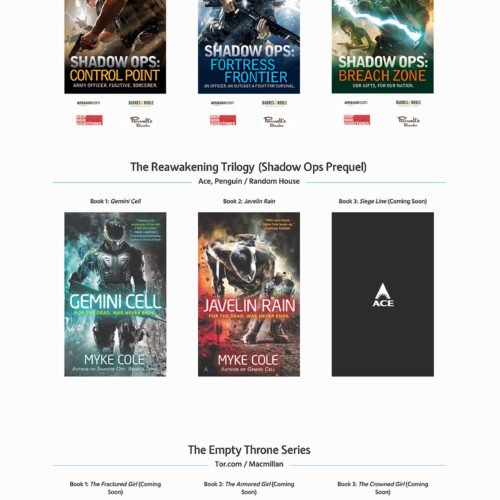 SHADOW OPS:
CONTROL POINT
ARMY OFFICER. FUGITIVE. SORCERER.
SHADOW OPS:
FORTRESS
FRONTIER
AN OFFICER. AN OUTCAST. A FIGHT FOR SURVIVAL.
SHADOW OPS:
BREACH ZONE
OUR GIFTS, FOR OUR NATION.
amazon.com
BARNES & NOBLE
Powell's
Books
amazon.com
BARNES & NOBLE
Powell's
Books
amazon.com
BARNES & NOBLE
Powell's
Books
The Reawakening Trilogy (Shadow Ops Prequel)
Ace, Penguin / Random House
Book 1: Gemini Cell
Book 2: Javelin Rain
Book 3: Siege Line (Coming Soon)
GEMINI CELL
FOR THE DEAD, WAR NEVER ENDS.
MYKE COLE
AUTHOR OF SHADOW OPS: BREACH ZONE
JAVELIN RAIN
FOR THE DEAD, WAR NEVER ENDS.
MYKE COLE
AUTHOR OF GEMINI CELL
ACE
The Empty Throne Series
Tor.com / Macmillan
Book 1: The Fractured Girl (Coming
Soon)
Book 2: The Armored Girl (Coming
Soon)
Book 3: The Crowned Girl (Coming
Soon)